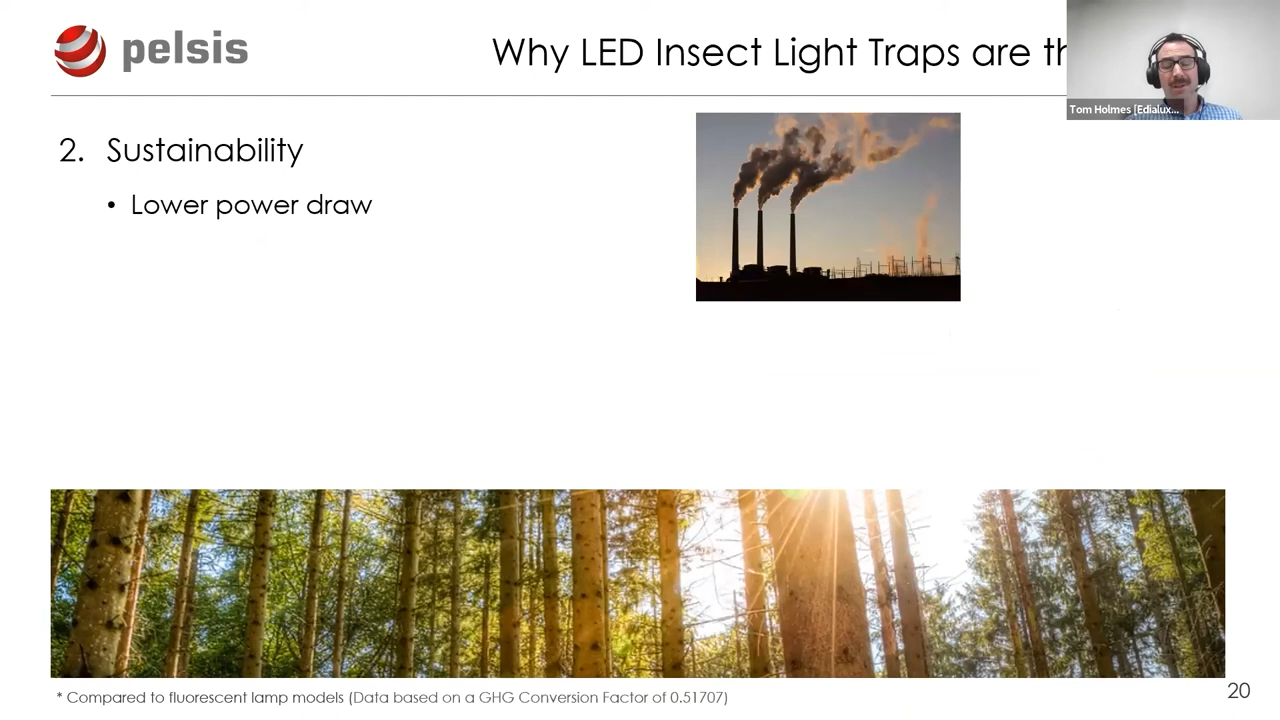 pelsis
Why LED Insect Light Traps are th
Tom Holmes [Edialux...
2. Sustainability
• Lower power draw
* Compared to fluorescent lamp models (Data based on a GHG Conversion Factor of 0.51707)
20